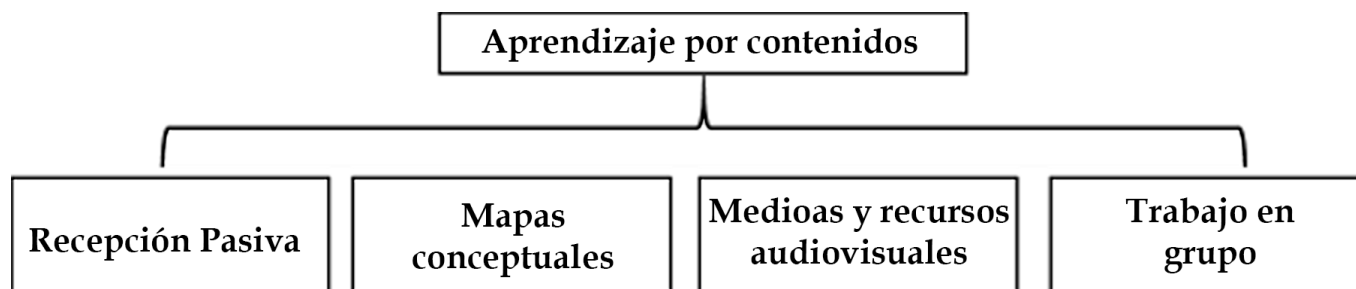 Aprendizaje por contenidos
Recepción Pasiva
Mapas
conceptuales
Medioas y recursos
audiovisuales
Trabajo en
grupo